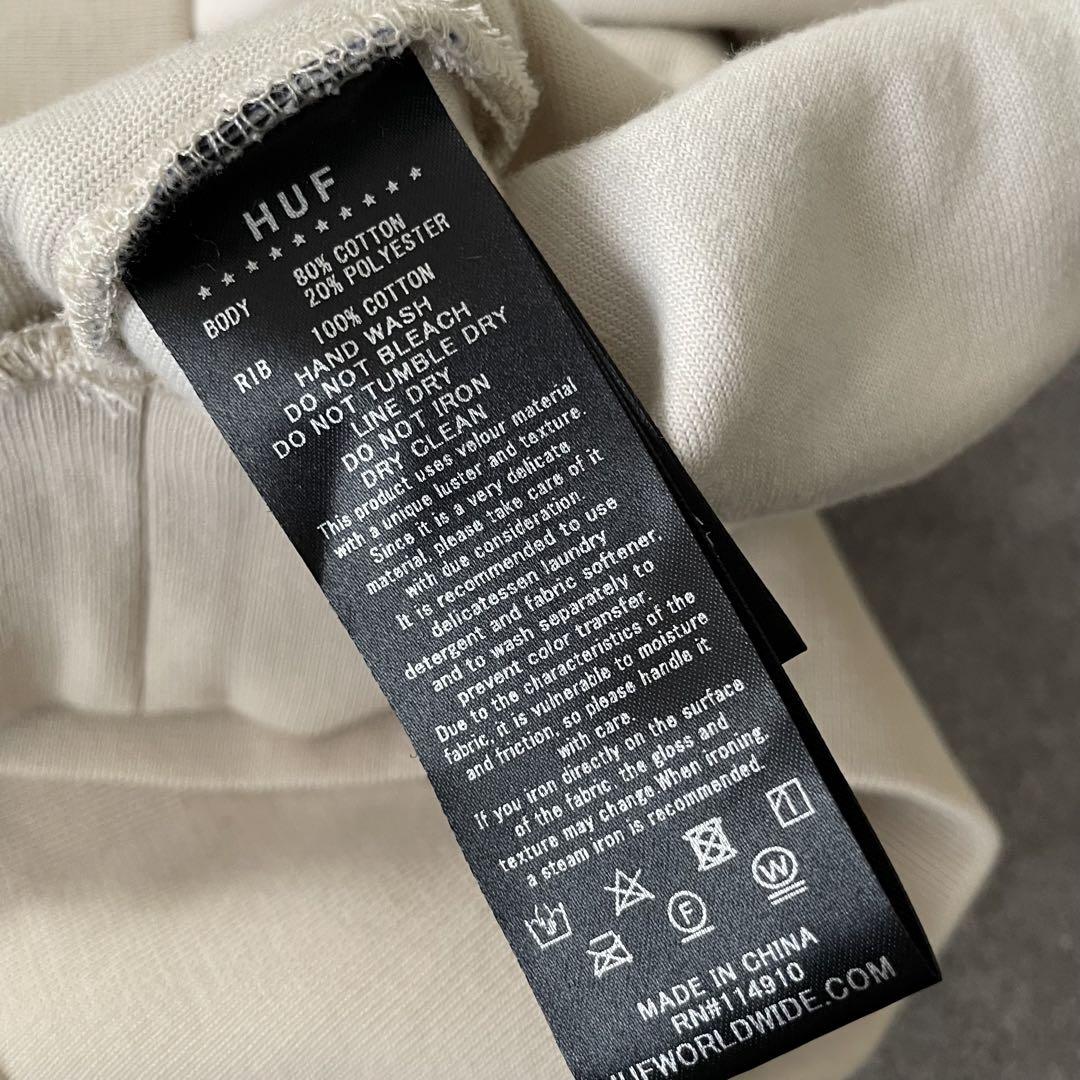 HUF
BODY 80% COTTON
20% POLYESTER
RIB 100% COTTON
HAND WASH
DO NOT BLEACH
DO NOT TUMBLE DRY
LINE DRY
DO NOT IRON
DRY CLEAN
This product uses velour material
with a unique luster and texture.
Since it is a very delicate
material, please take care of it
with due consideration.
It is recommended to use
delicatessen laundry
detergent and fabric softener,
and to wash separately to
prevent color transfer.
Due to the characteristics of the
fabric, it is vulnerable to moisture
and friction, so please handle it
with care.
If you iron directly on the surface
of the fabric, the gloss and
texture may change When ironing,
a steam iron is recommended.
F
W
MADE IN CHINA
RN#114910
HUFWORLDWIDE.COM